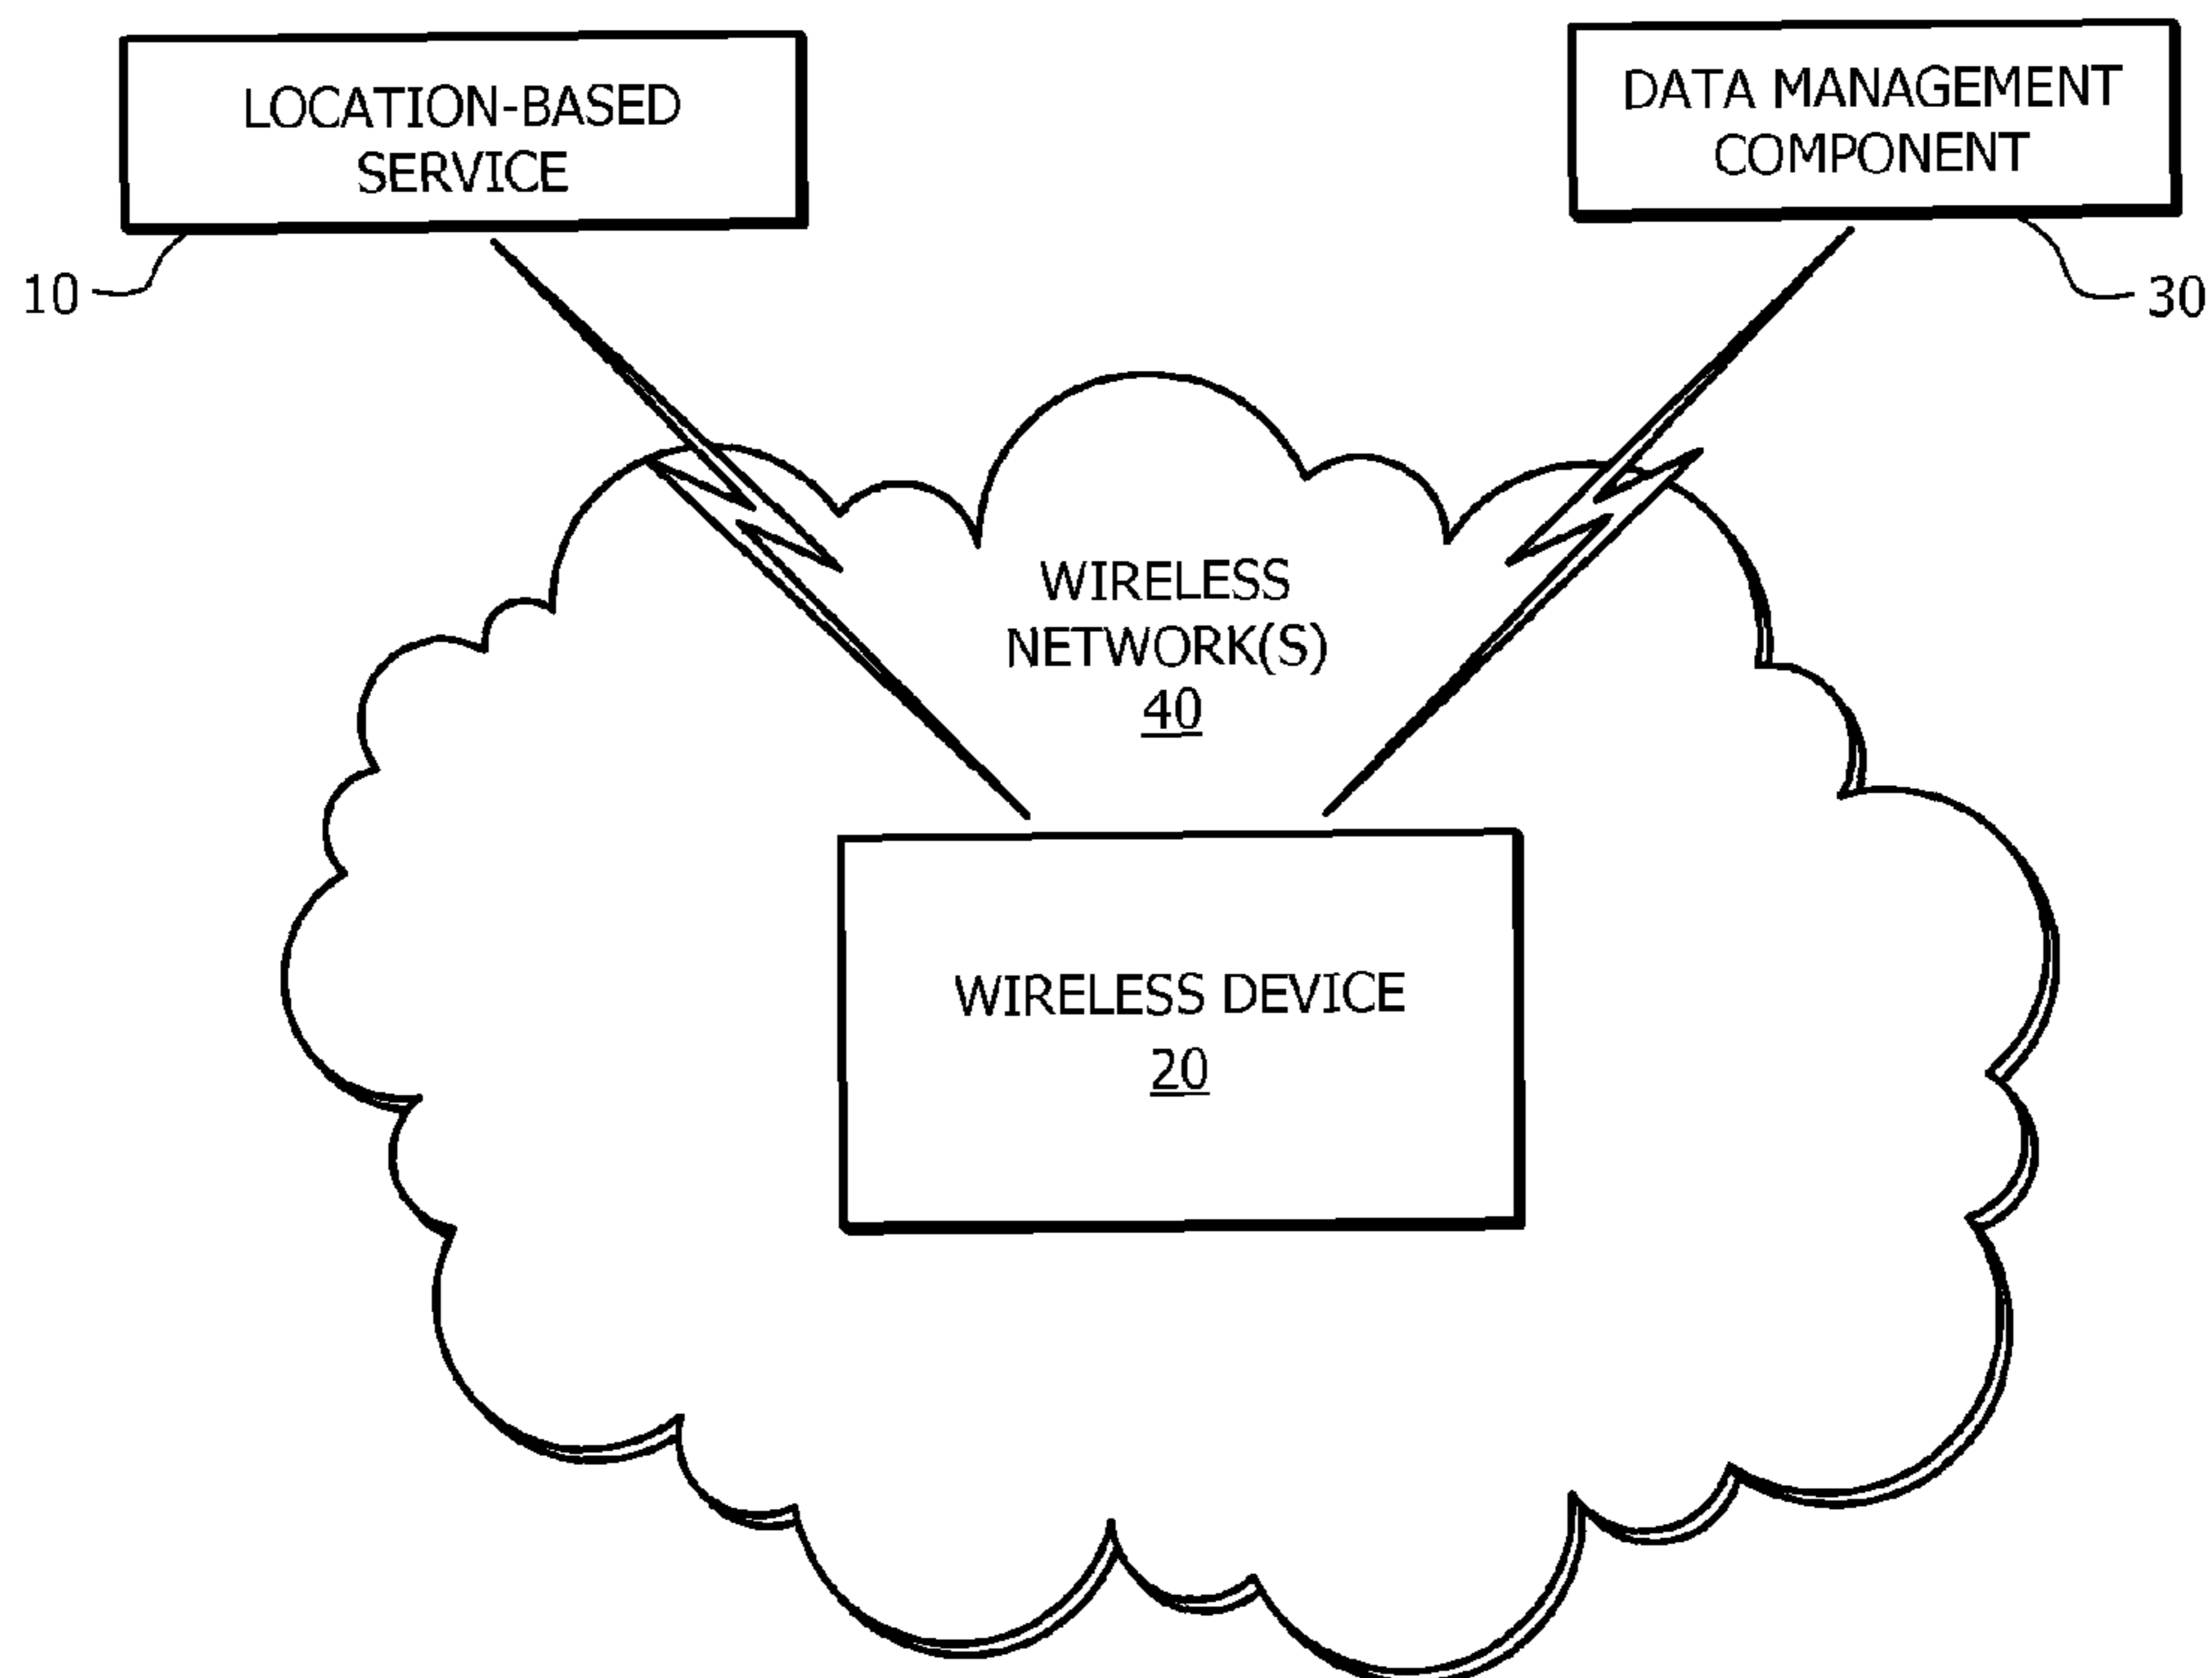 LOCATION-BASED
SERVICE
DATA MANAGEMENT
COMPONENT
10
30
WIRELESS
NETWORK(S)
40
WIRELESS DEVICE
20